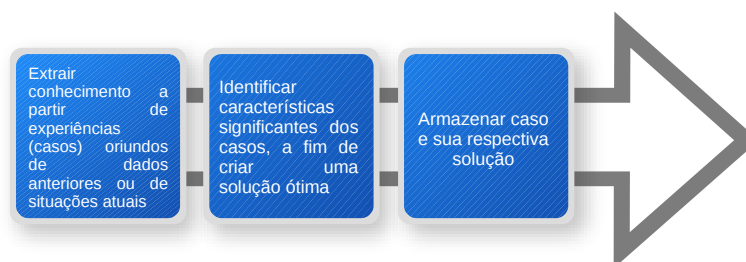 Extrair
conhecimento a
partir de
experiências
(casos) oriundos
de dados
anteriores ou de
situações atuais
Identificar
características
significantes dos
casos, a fim de
criar uma
solução ótima
Armazenar caso
e sua respectiva
solução